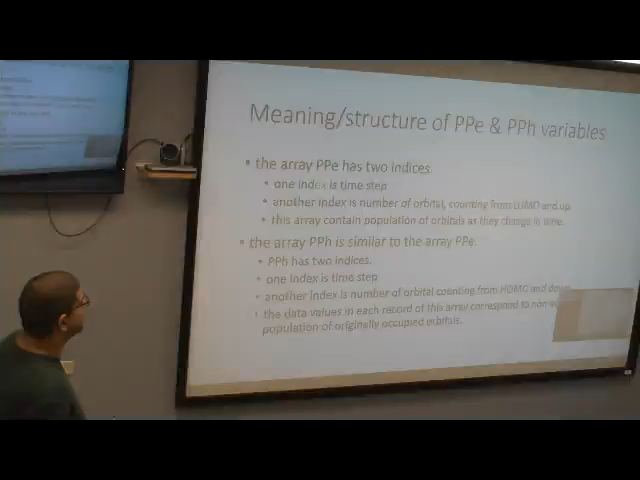 Meaning/structure of PPe & PPh variables
• the array PPe has two indices
• one index is time step
• another index is number of orbital, counting from LUMO and up.
• this array contain population of orbitals as they change in time.
• the array PPh is similar to the array PPe.
• PPh has two indices.
• one index is time step
• another index is number of orbital counting from HOMO and down
• the data values in each record of this array correspond to non
population of originally occupied orbitals.